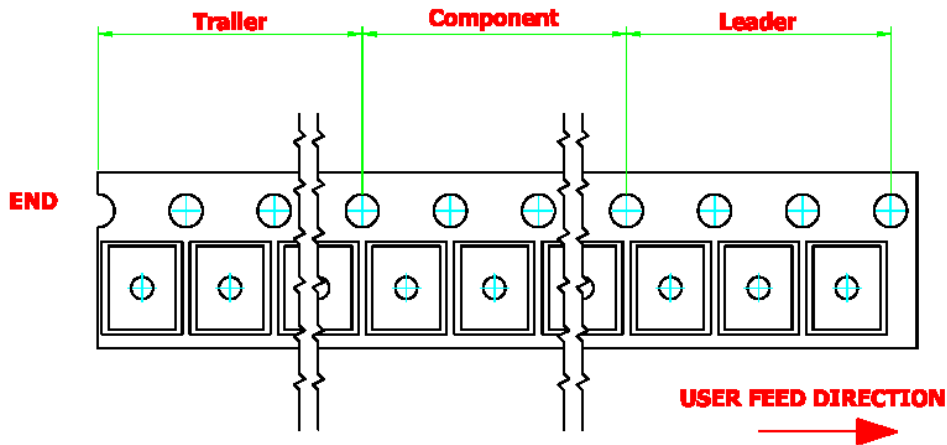 Trailer
Component
Leader
END
USER FEED DIRECTION